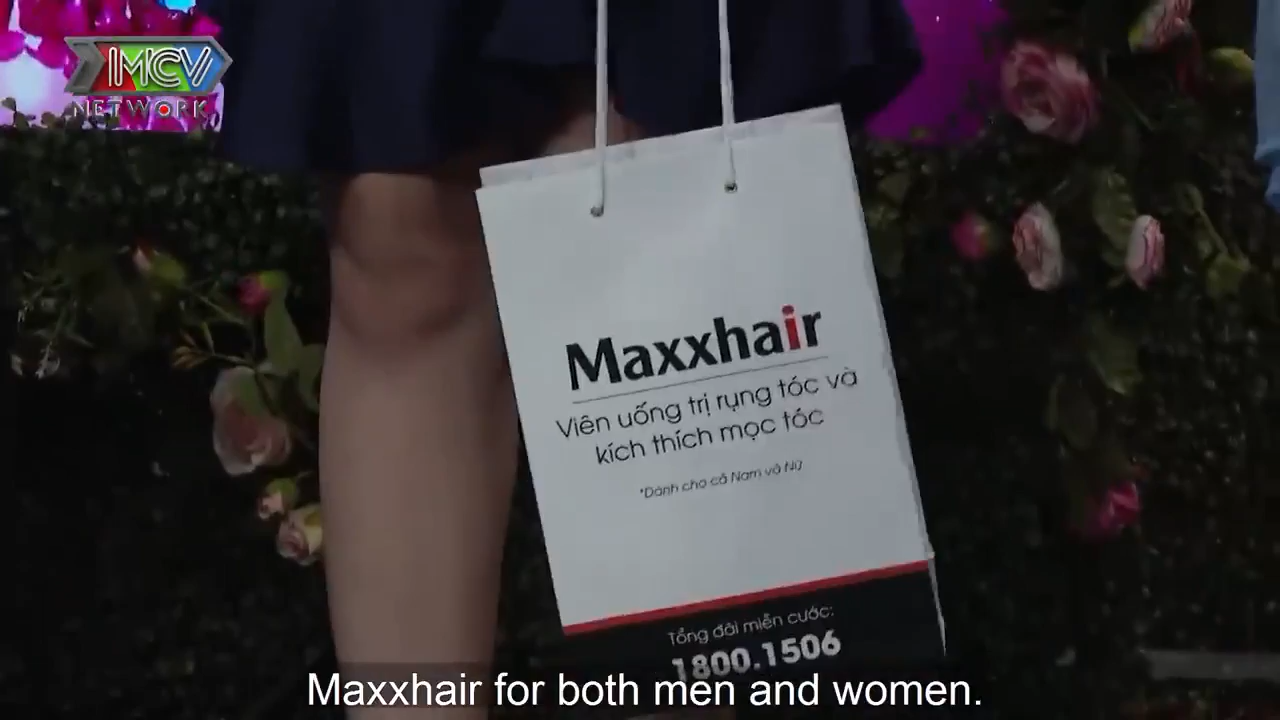 MCV
NETWORK
Maxxhair
Viên uống trị rụng tóc và
kích thích mọc tóc
*Dành cho cả Nam và Nữ
Tổng đài miễn cước:
1800.1506
Maxxhair for both men and women.